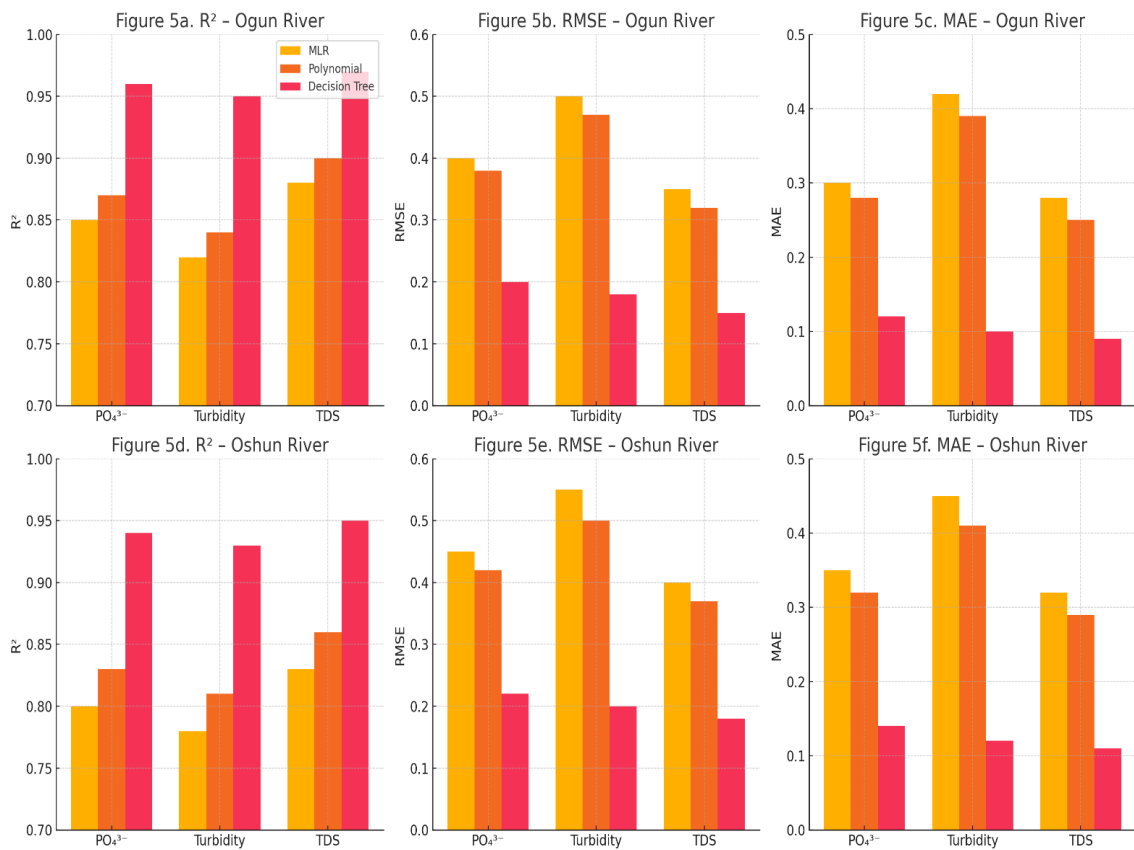 Figure 5a. R² – Ogun River
1.00
0.95
0.90
0.85
0.80
0.75
0.70
R²
PO₄³⁻
Turbidity
TDS
MLR
Polynomial
Decision Tree
Figure 5b. RMSE – Ogun River
0.6
0.5
0.4
0.3
0.2
0.1
0.0
RMSE
PO₄³⁻
Turbidity
TDS
Figure 5c. MAE – Ogun River
0.5
0.4
0.3
0.2
0.1
0.0
MAE
PO₄³⁻
Turbidity
TDS
Figure 5d. R² – Oshun River
1.00
0.95
0.90
0.85
0.80
0.75
0.70
R²
PO₄³⁻
Turbidity
TDS
Figure 5e. RMSE – Oshun River
0.6
0.5
0.4
0.3
0.2
0.1
0.0
RMSE
PO₄³⁻
Turbidity
TDS
Figure 5f. MAE – Oshun River
0.5
0.4
0.3
0.2
0.1
0.0
MAE
PO₄³⁻
Turbidity
TDS